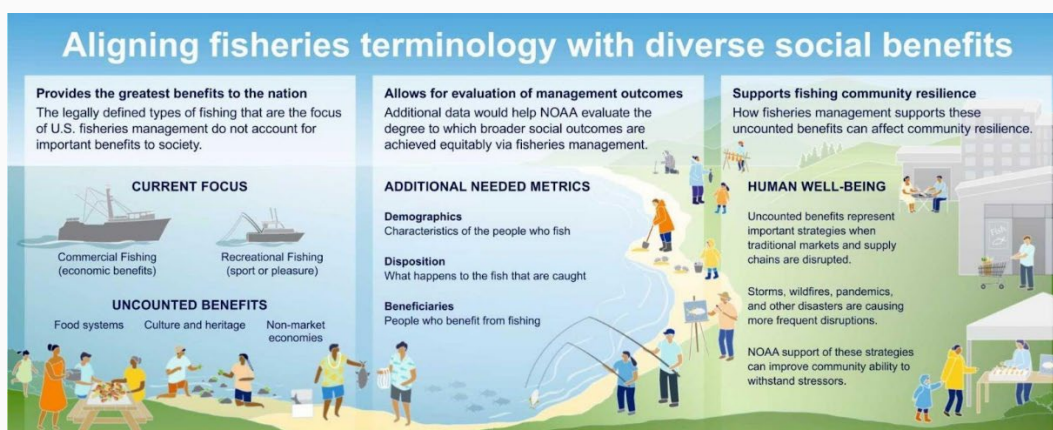 Aligning fisheries terminology with diverse social benefits
Provides the greatest benefits to the nation
The legally defined types of fishing that are the focus
of U.S. fisheries management do not account for
important benefits to society.
CURRENT FOCUS
Commercial Fishing
(economic benefits)
Recreational Fishing
(sport or pleasure)
UNCOUNTED BENEFITS
Food systems
Culture and heritage
Non-market
economies
Allows for evaluation of management outcomes
Additional data would help NOAA evaluate the
degree to which broader social outcomes are
achieved equitably via fisheries management.
ADDITIONAL NEEDED METRICS
Demographics
Characteristics of the people who fish
Disposition
What happens to the fish that are caught
Beneficiaries
People who benefit from fishing
Supports fishing community resilience
How fisheries management supports these
uncounted benefits can affect community resilience.
HUMAN WELL-BEING
Uncounted benefits represent
important strategies when
traditional markets and supply
chains are disrupted.
Storms, wildfires, pandemics,
and other disasters are causing
more frequent disruptions.
NOAA support of these strategies
can improve community ability to
withstand stressors.